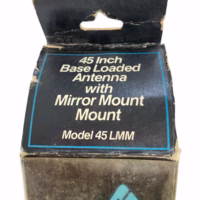 45 Inch
Base Loaded
Antenna
with
Mirror Mount
Mount
Model 45 LMM